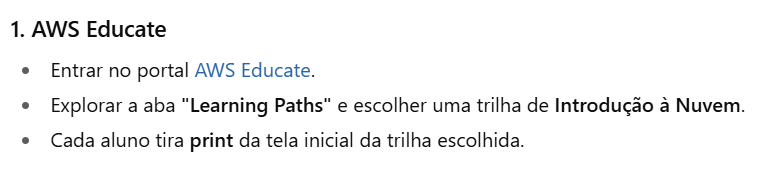 1. AWS Educate
• Entrar no portal AWS Educate.
• Explorar a aba "Learning Paths" e escolher uma trilha de Introdução à Nuvem.
• Cada aluno tira print da tela inicial da trilha escolhida.